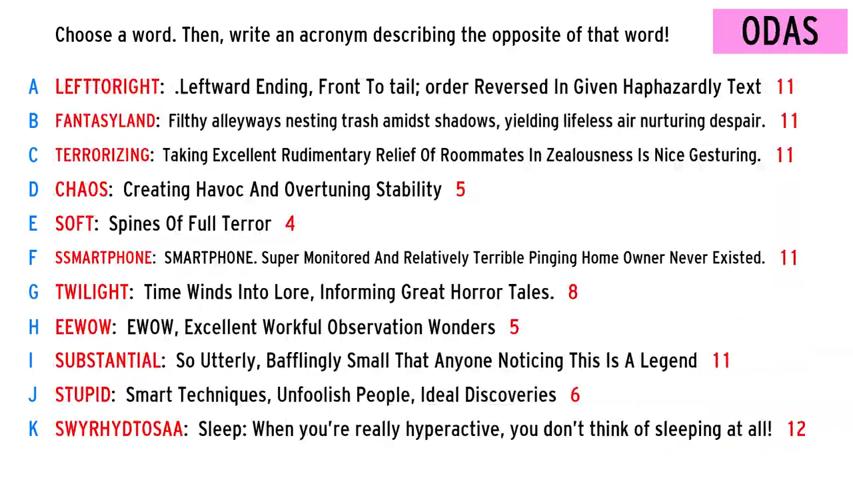 Choose a word. Then, write an acronym describing the opposite of that word!
ODAS
A LEFTTORIGHT: .Leftward Ending, Front To tail; order Reversed In Given Haphazardly Text 11
B FANTASYLAND: Filthy alleyways nesting trash amidst shadows, yielding lifeless air nurturing despair. 11
C TERRORIZING: Taking Excellent Rudimentary Relief Of Roommates In Zealousness Is Nice Gesturing. 11
D CHAOS: Creating Havoc And Overtuning Stability 5
E SOFT: Spines Of Full Terror 4
F SSMARTPHONE: SMARTPHONE. Super Monitored And Relatively Terrible Pinging Home Owner Never Existed. 11
G TWILIGHT: Time Winds Into Lore, Informing Great Horror Tales. 8
H EEWOW: EWOW, Excellent Workful Observation Wonders 5
I SUBSTANTIAL: So Utterly, Bafflingly Small That Anyone Noticing This Is A Legend 11
J STUPID: Smart Techniques, Unfoolish People, Ideal Discoveries 6
K SWYRHYDTOSAA: Sleep: When you're really hyperactive, you don't think of sleeping at all! 12